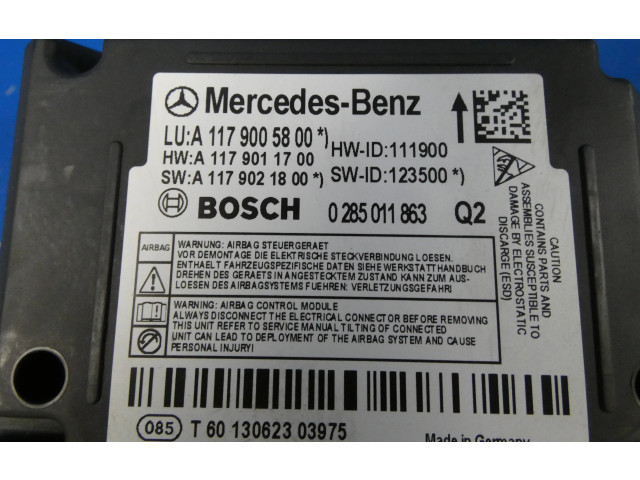 Mercedes-Benz
LU:A 117 900 58 00 *)
HW-ID:111900
HW:A 117 901 17 00
SW:A 117 902 18 00 *)
SW-ID:123500 *)
BOSCH 0 285 011 863 Q2
CAUTION:
CONTAINS PARTS AND
ASSEMBLIES SUSCEPTIBLE TO
DAMAGE BY ELECTROSTATIC
DISCHARGE (ESD)
AIRBAG
WARNUNG: AIRBAG STEUERGERAET
VOR DEMONTAGE DIE ELEKTRISCHE STECKVERBINDUNG LOESEN.
ENTHAELT FAHRZEUGSPEZIFISCHE DATEN SIEHE WERKSTATTHANDBUCH
DREHEN DES GERAETS IN ANGESTECKTEM ZUSTAND KANN ZUM AUS-
LOESEN DES AIRBAGSYSTEMS FUEHREN: VERLETZUNGSGEFAHR!
WARNING: AIRBAG CONTROL MODULE
ALWAYS DISCONNECT THE ELECTRICAL CONNECTOR BEFORE REMOVING
THIS UNIT REFER TO SERVICE MANUAL TILTING OF CONNECTED
UNIT CAN LEAD TO DEPLOYMENT OF THE AIRBAG SYSTEM AND CAUSE
PERSONAL INJURY!
085 T 60 130623 03975
Made in Germany